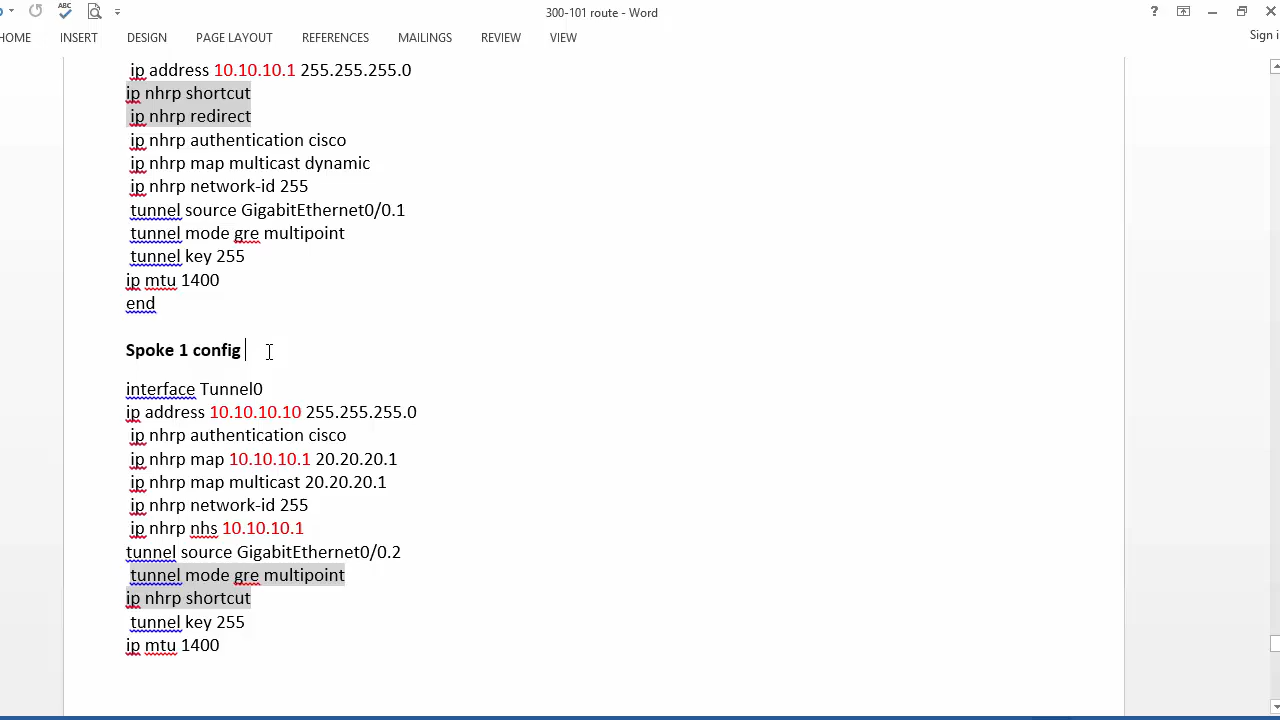 ABC
300-101 route - Word
?
HOME INSERT DESIGN PAGE LAYOUT REFERENCES MAILINGS REVIEW VIEW
Sign i
ip address 10.10.10.1 255.255.255.0
ip nhrp shortcut
ip nhrp redirect
ip nhrp authentication cisco
ip nhrp map multicast dynamic
ip nhrp network-id 255
tunnel source GigabitEthernet0/0.1
tunnel mode gre multipoint
tunnel key 255
ip mtu 1400
end
Spoke 1 config
interface Tunnel0
ip address 10.10.10.10 255.255.255.0
ip nhrp authentication cisco
ip nhrp map 10.10.10.1 20.20.20.1
ip nhrp map multicast 20.20.20.1
ip nhrp network-id 255
ip nhrp nhs 10.10.10.1
tunnel source GigabitEthernet0/0.2
tunnel mode gre multipoint
ip nhrp shortcut
tunnel key 255
ip mtu 1400